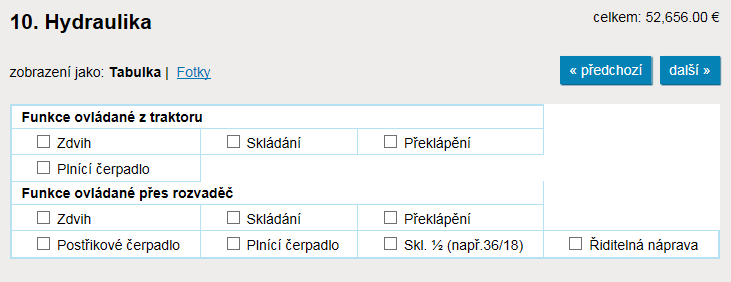 10. Hydraulika
celkem: 52,656.00 €
zobrazení jako: Tabulka | Fotky
« předchozí další »
Funkce ovládané z traktoru
Zdvih Skládání Překlápění
Plnící čerpadlo
Funkce ovládané přes rozvaděč
Zdvih Skládání Překlápění
Postřikové čerpadlo Plnící čerpadlo Skl. ½ (např.36/18) Řiditelná náprava